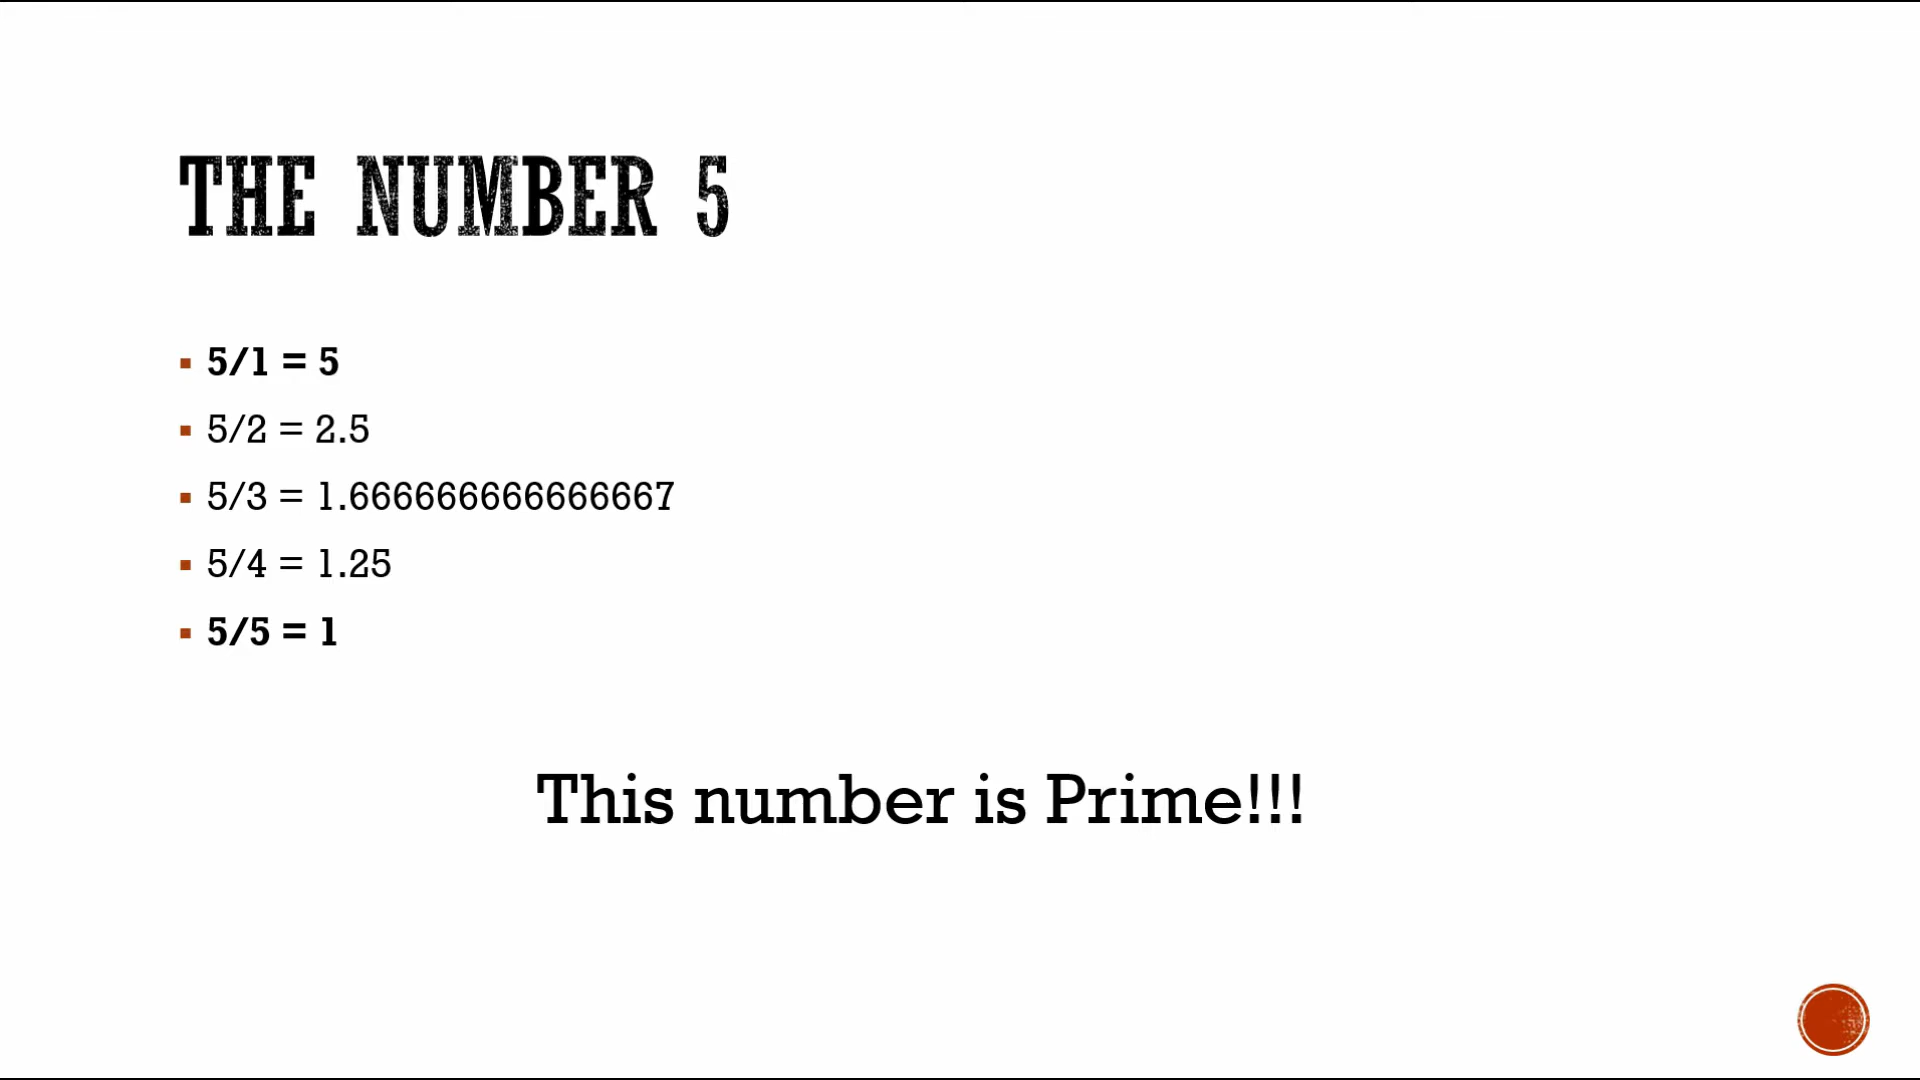 THE NUMBER 5
5/1 = 5
5/2 = 2.5
5/3 = 1.666666666666667
5/4 = 1.25
5/5 = 1
This number is Prime!!!